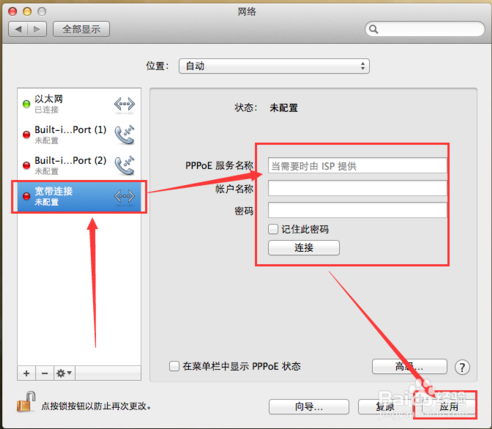 网络
全部显示
位置： 自动
以太网
已连接
Built-i...Port (1)
未配置
Built-i...Port (2)
未配置
宽带连接
未配置
状态： 未配置
PPPoE 服务名称 当需要时由 ISP 提供
帐户名称
密码
记住此密码
连接
在菜单栏中显示 PPPoE 状态
高级...
?
点按锁按钮以防止再次更改。
向导...
复原
应用